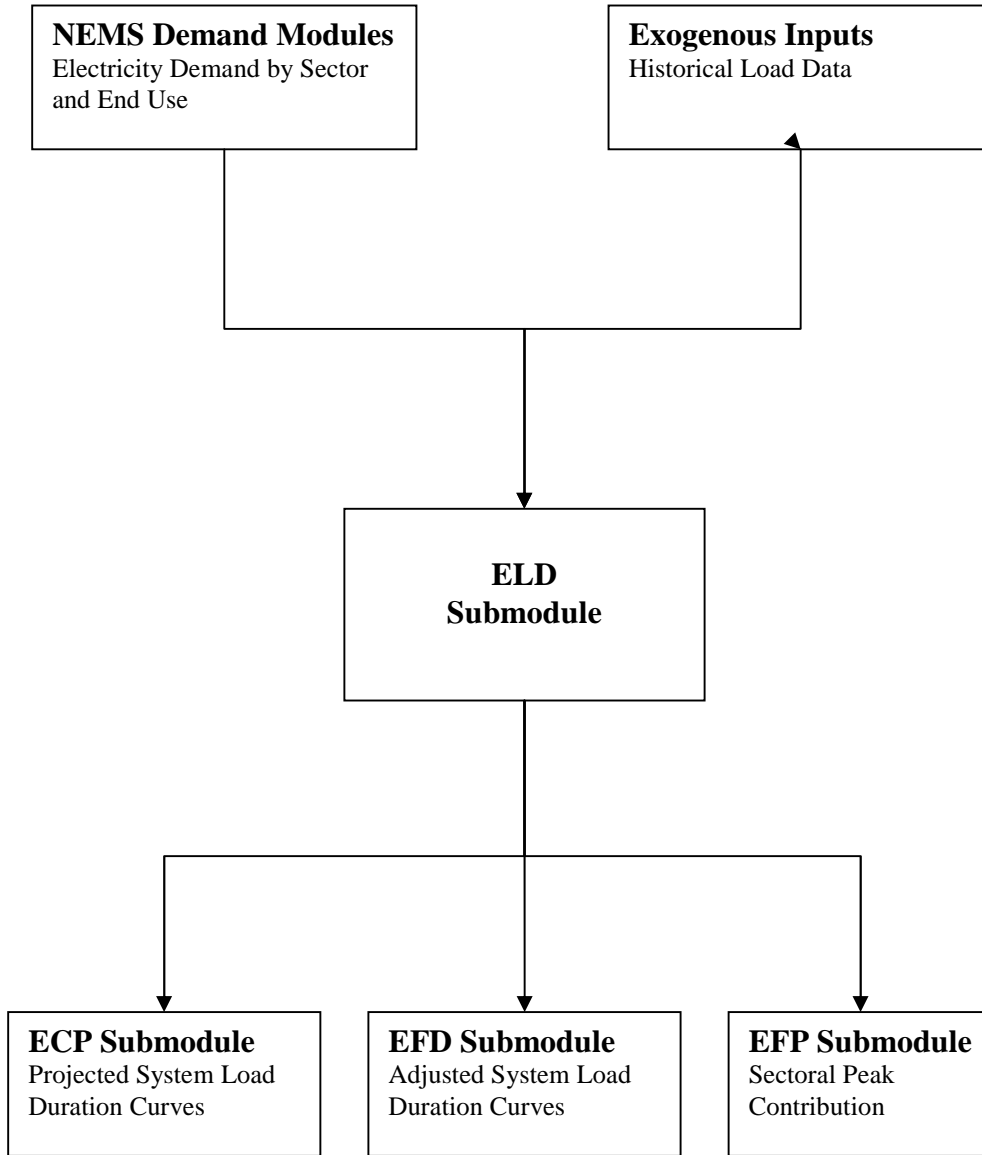 NEMS Demand Modules
Electricity Demand by Sector
and End Use
Exogenous Inputs
Historical Load Data
ELD
Submodule
ECP Submodule
Projected System Load
Duration Curves
EFD Submodule
Adjusted System Load
Duration Curves
EFP Submodule
Sectoral Peak
Contribution